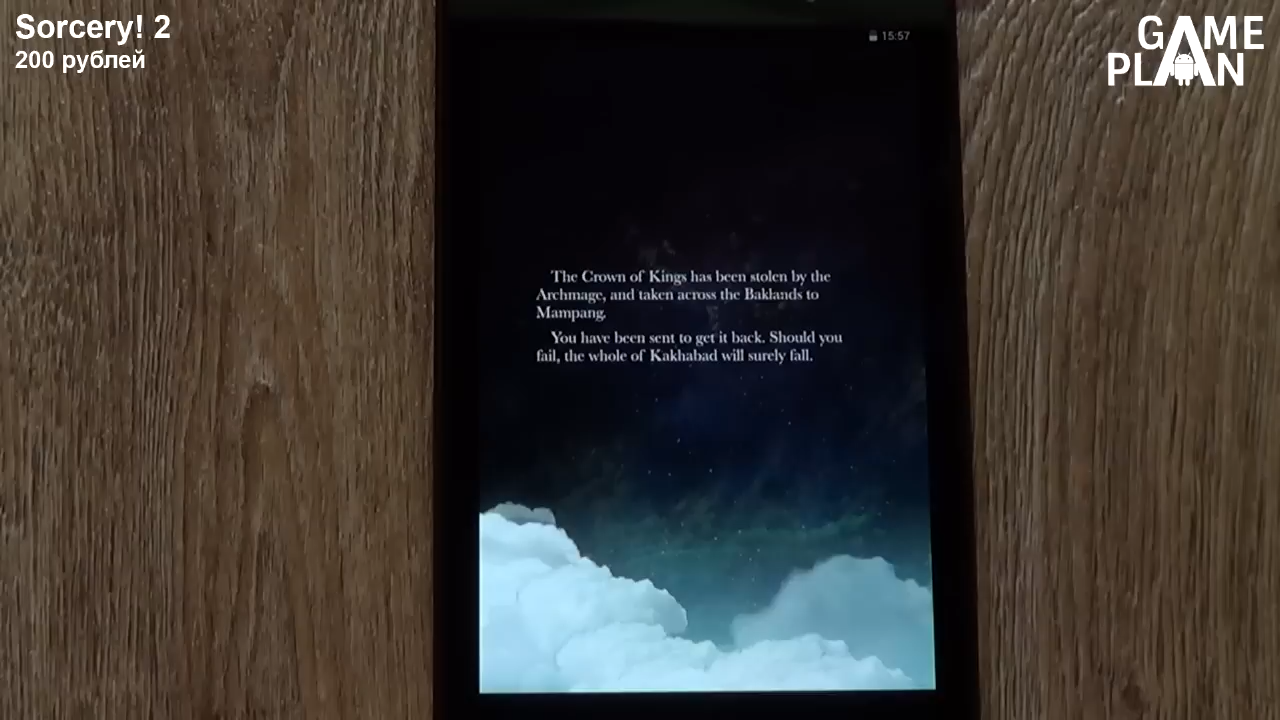 Sorcery! 2
200 рублей
GAME
PLAN
15:57
The Crown of Kings has been stolen by the
Archmage, and taken across the Baklands to
Mampang.
You have been sent to get it back. Should you
fail, the whole of Kakhabad will surely fall.